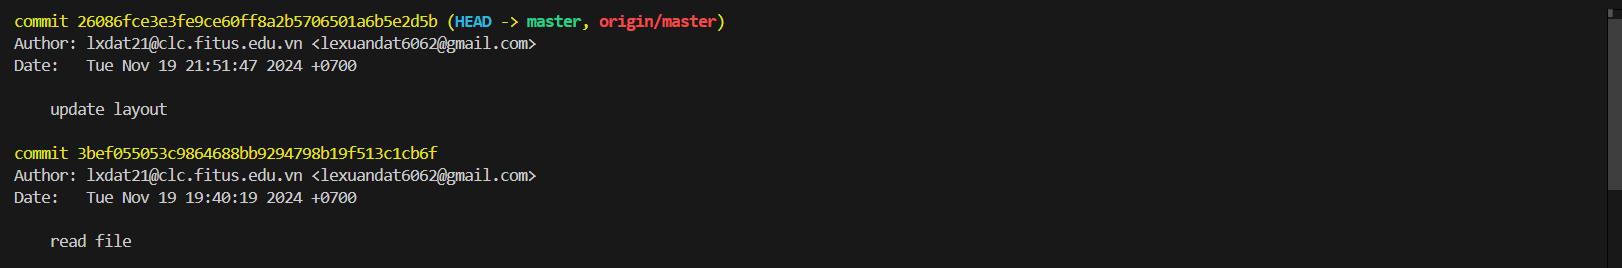 commit 26086fce3e3fe9ce60ff8a2b5706501a6b5e2d5b (HEAD -> master, origin/master)
Author: lxdat21@clc.fitus.edu.vn <lexuandat6062@gmail.com>
Date:   Tue Nov 19 21:51:47 2024 +0700
update layout
commit 3bef055053c9864688bb9294798b19f513c1cb6f
Author: lxdat21@clc.fitus.edu.vn <lexuandat6062@gmail.com>
Date:   Tue Nov 19 19:40:19 2024 +0700
read file